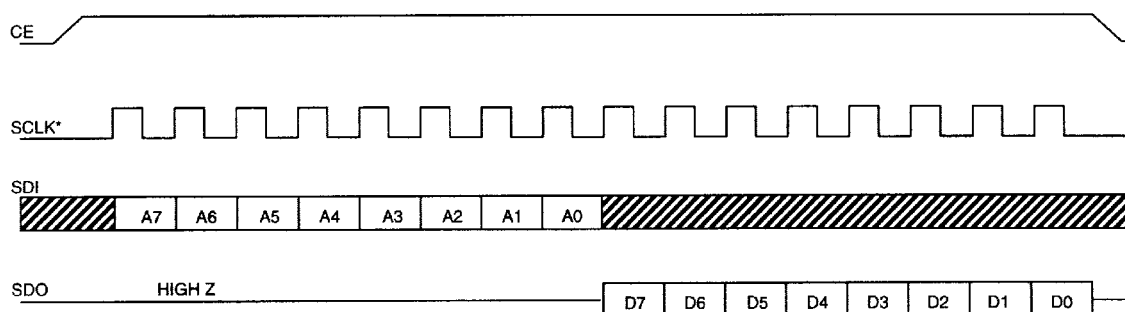 CE
SCLK*
SDI
A7 A6 A5 A4 A3 A2 A1 A0
SDO HIGH Z D7 D6 D5 D4 D3 D2 D1 D0